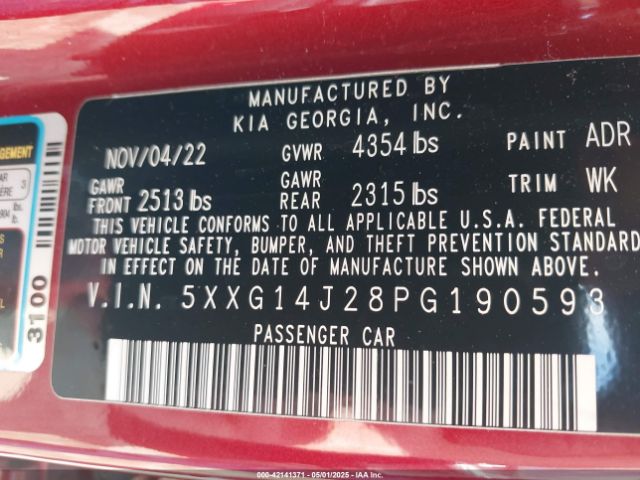 MANUFACTURED BY
KIA GEORGIA, INC.
NOV/04/22 GVWR 4354 lbs PAINT ADR
GAWR FRONT 2513 lbs GAWR REAR 2315 lbs TRIM WK
THIS VEHICLE CONFORMS TO ALL APPLICABLE U.S.A. FEDERAL
MOTOR VEHICLE SAFETY, BUMPER, AND THEFT PREVENTION STANDARD
IN EFFECT ON THE DATE OF MANUFACTURE SHOWN ABOVE.
V.I.N. 5XXG14J28PG190593
PASSENGER CAR
3100
000-42141371 - 05/01/2025 - IAA Inc.